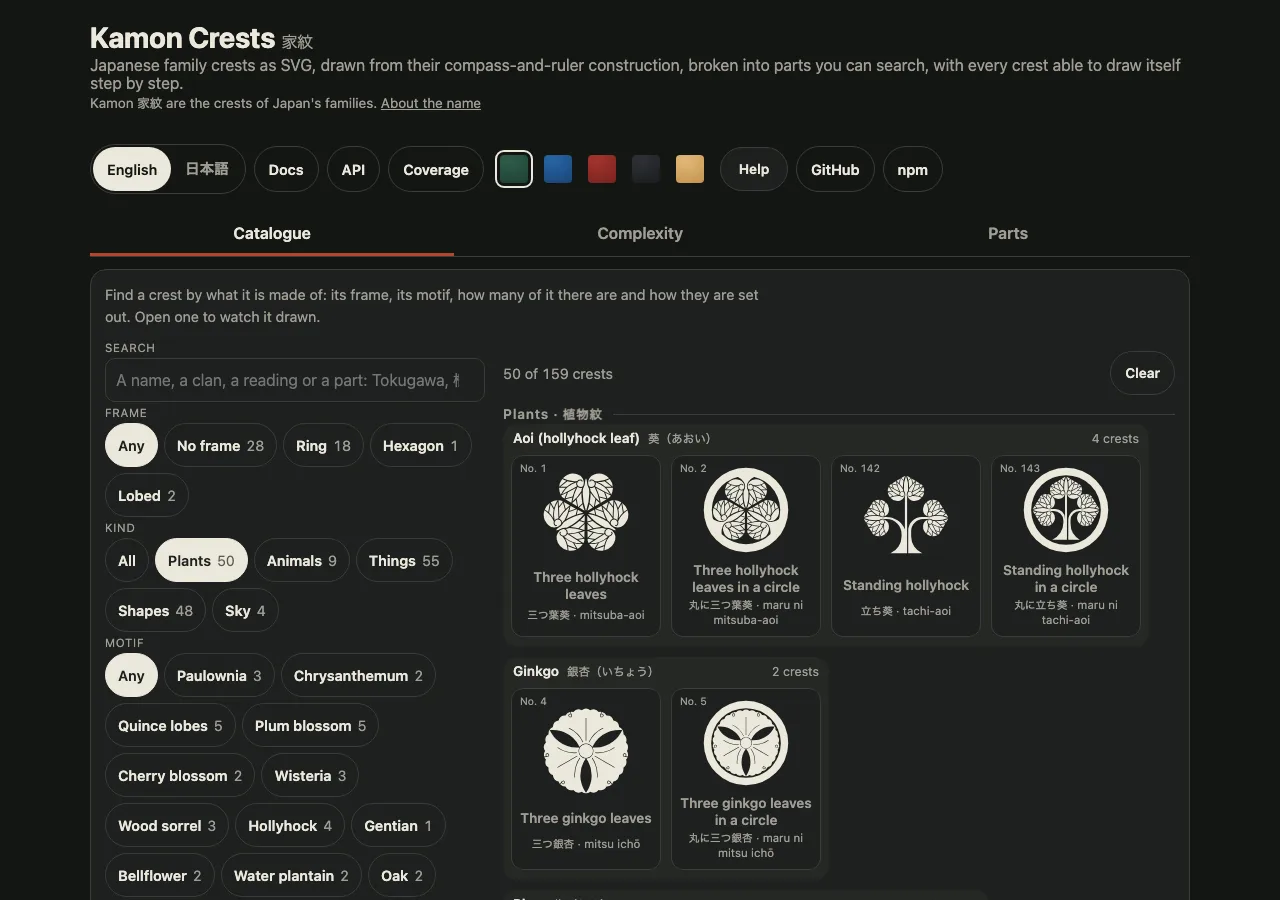 Kamon Crests 家紋
Japanese family crests as SVG, drawn from their compass-and-ruler construction, broken into parts you can search, with every crest able to draw itself
step by step.
Kamon 家紋 are the crests of Japan's families. About the name
English 日本語 Docs API Coverage Help GitHub npm
Catalogue Complexity Parts
Find a crest by what it is made of: its frame, its motif, how many of it there are and how they are set
out. Open one to watch it drawn.
SEARCH
A name, a clan, a reading or a part: Tokugawa,
FRAME
Any No frame 28 Ring 18 Hexagon 1
Lobed 2
KIND
All Plants 50 Animals 9 Things 55
Shapes 48 Sky 4
MOTIF
Any Paulownia 3 Chrysanthemum 2
Quince lobes 5 Plum blossom 5
Cherry blossom 2 Wisteria 3
Wood sorrel 3 Hollyhock 4 Gentian 1
Bellflower 2 Water plantain 2 Oak 2
50 of 159 crests Clear
Plants · 植物紋
Aoi (hollyhock leaf) 葵（あおい） 4 crests
No. 1
Three hollyhock
leaves
三つ葉葵 · mitsuba-aoi
No. 2
Three hollyhock
leaves in a circle
丸に三つ葉葵 · maru ni
mitsuba-aoi
No. 142
Standing hollyhock
立ち葵 · tachi-aoi
No. 143
Standing hollyhock
in a circle
丸に立ち葵 · maru ni
tachi-aoi
Ginkgo 銀杏（いちょう） 2 crests
No. 4
Three ginkgo leaves
三つ銀杏 · mitsu ichō
No. 5
Three ginkgo leaves
in a circle
丸に三つ銀杏 · maru ni
mitsu ichō